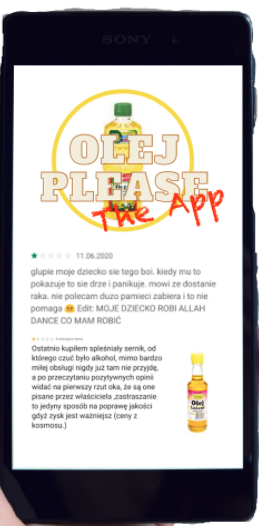 SONY
OLEJ
PLEASE
The App
11.06.2020
glupie moje dziecko sie tego boi. kiedy mu to
pokazuje to sie drze i panikuje. mowi ze dostanie
raka. nie polecam duzo pamieci zabiera i to nie
pomaga 🤒 Edit: MOJE DZIECKO ROBI ALLAH
DANCE CO MAM ROBIĆ
Ostatnio kupiłem spleśniały sernik, od
którego czuć было alkohol, mimo bardzo
miłej obsługi nigdy już tam nie przyjdę,
a po przeczytaniu pozytywnych opinii
widać na pierwszy rzut oka, że są one
pisane przez właściciela ,zastraszanie
to jedyny sposób na poprawę jakości
gdyż zysk jest ważniejsz (ceny z
kosmosu.)
Olej